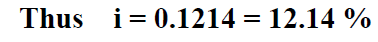 Thus i = 0.1214 = 12.14 %